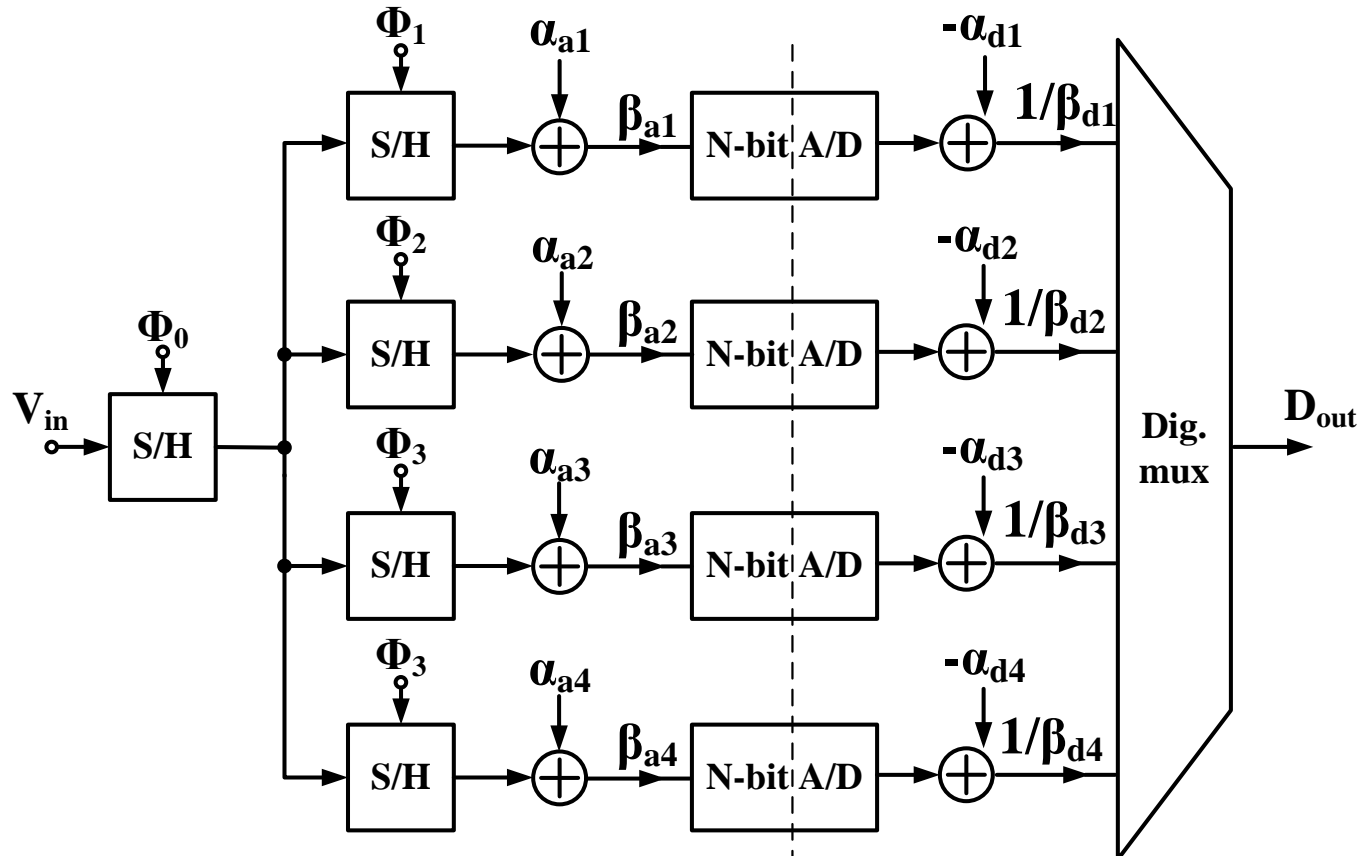 Φ1
αa1
-αd1
S/H
βa1
N-bit A/D
1/βd1
Φ2
αa2
-αd2
S/H
βa2
N-bit A/D
1/βd2
Φ0
Vin
S/H
Dig.
mux
Dout
Φ3
αa3
-αd3
S/H
βa3
N-bit A/D
1/βd3
Φ3
αa4
-αd4
S/H
βa4
N-bit A/D
1/βd4